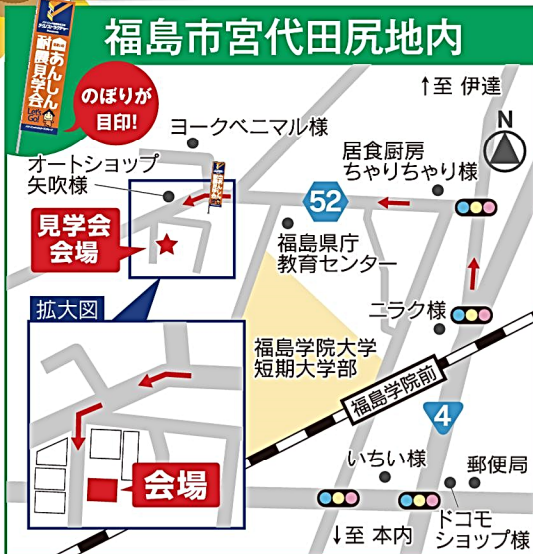 福島市宮代田尻地内
あんしん
耐震見学会
Let's
Go!
のぼりが
目印!
↑至 伊達
N
ヨークベニマル様
オートショップ
矢吹様
居食厨房
ちゃりちゃり様
52
見学会
会場
福島県庁
教育センター
ニラク様
拡大図
福島学院大学
短期大学部
福島学院前
4
いちい様
郵便局
会場
↓至 本内
ドコモ
ショップ様